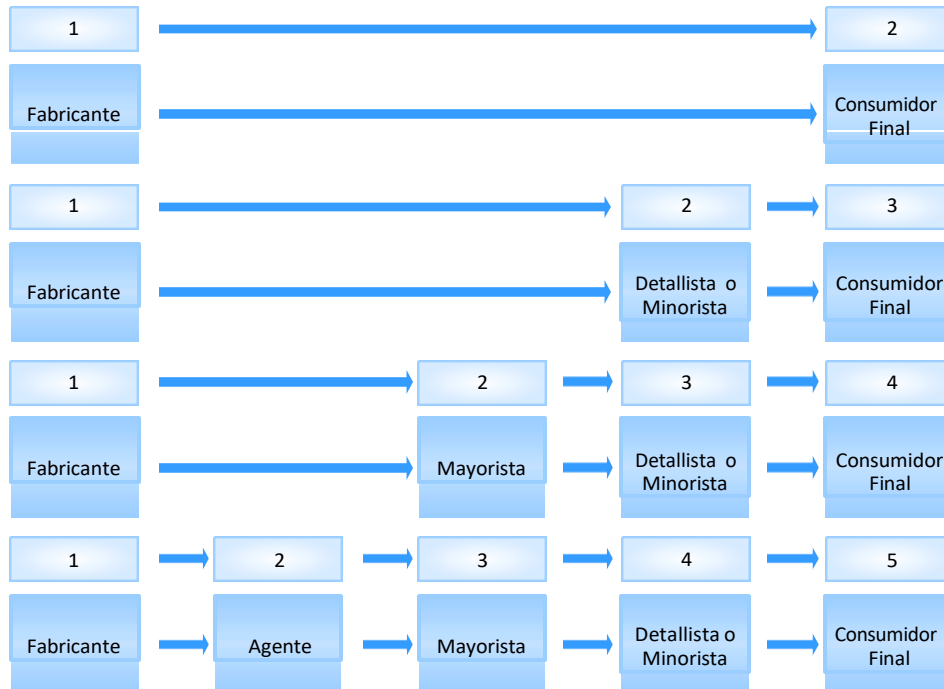 1 2
Fabricante Consumidor
Final
1 2 3
Fabricante Detallista o Consumidor
Minorista Final
1 2 3 4
Fabricante Mayorista Detallista o Consumidor
Minorista Final
1 2 3 4 5
Fabricante Agente Mayorista Detallista o Consumidor
Minorista Final